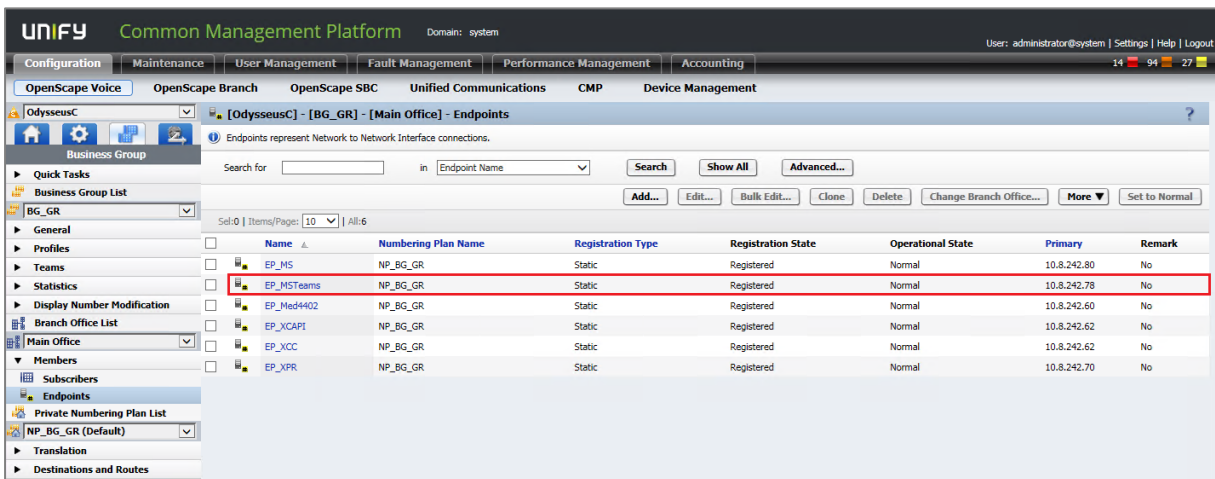 UNIFY Common Management Platform Domain: system
User: administrator@system | Settings | Help | Logout
Configuration Maintenance User Management Fault Management Performance Management Accounting 14 94 27
OpenScape Voice OpenScape Branch OpenScape SBC Unified Communications CMP Device Management
OdysseusC
Business Group
Quick Tasks
Business Group List
BG_GR
General
Profiles
Teams
Statistics
Display Number Modification
Branch Office List
Main Office
Members
Subscribers
Endpoints
Private Numbering Plan List
NP_BG_GR (Default)
Translation
Destinations and Routes
[OdysseusC] - [BG_GR] - [Main Office] - Endpoints ?
Endpoints represent Network to Network Interface connections.
Search for in Endpoint Name Search Show All Advanced...
Add... Edit... Bulk Edit... Clone Delete Change Branch Office... More ▼ Set to Normal
Sel:0 | Items/Page: 10 | All:6
Name Numbering Plan Name Registration Type Registration State Operational State Primary Remark
EP_MS NP_BG_GR Static Registered Normal 10.8.242.80 No
EP_MSTeams NP_BG_GR Static Registered Normal 10.8.242.78 No
EP_Med4402 NP_BG_GR Static Registered Normal 10.8.242.60 No
EP_XCAPI NP_BG_GR Static Registered Normal 10.8.242.62 No
EP_XCC NP_BG_GR Static Registered Normal 10.8.242.62 No
EP_XPR NP_BG_GR Static Registered Normal 10.8.242.70 No